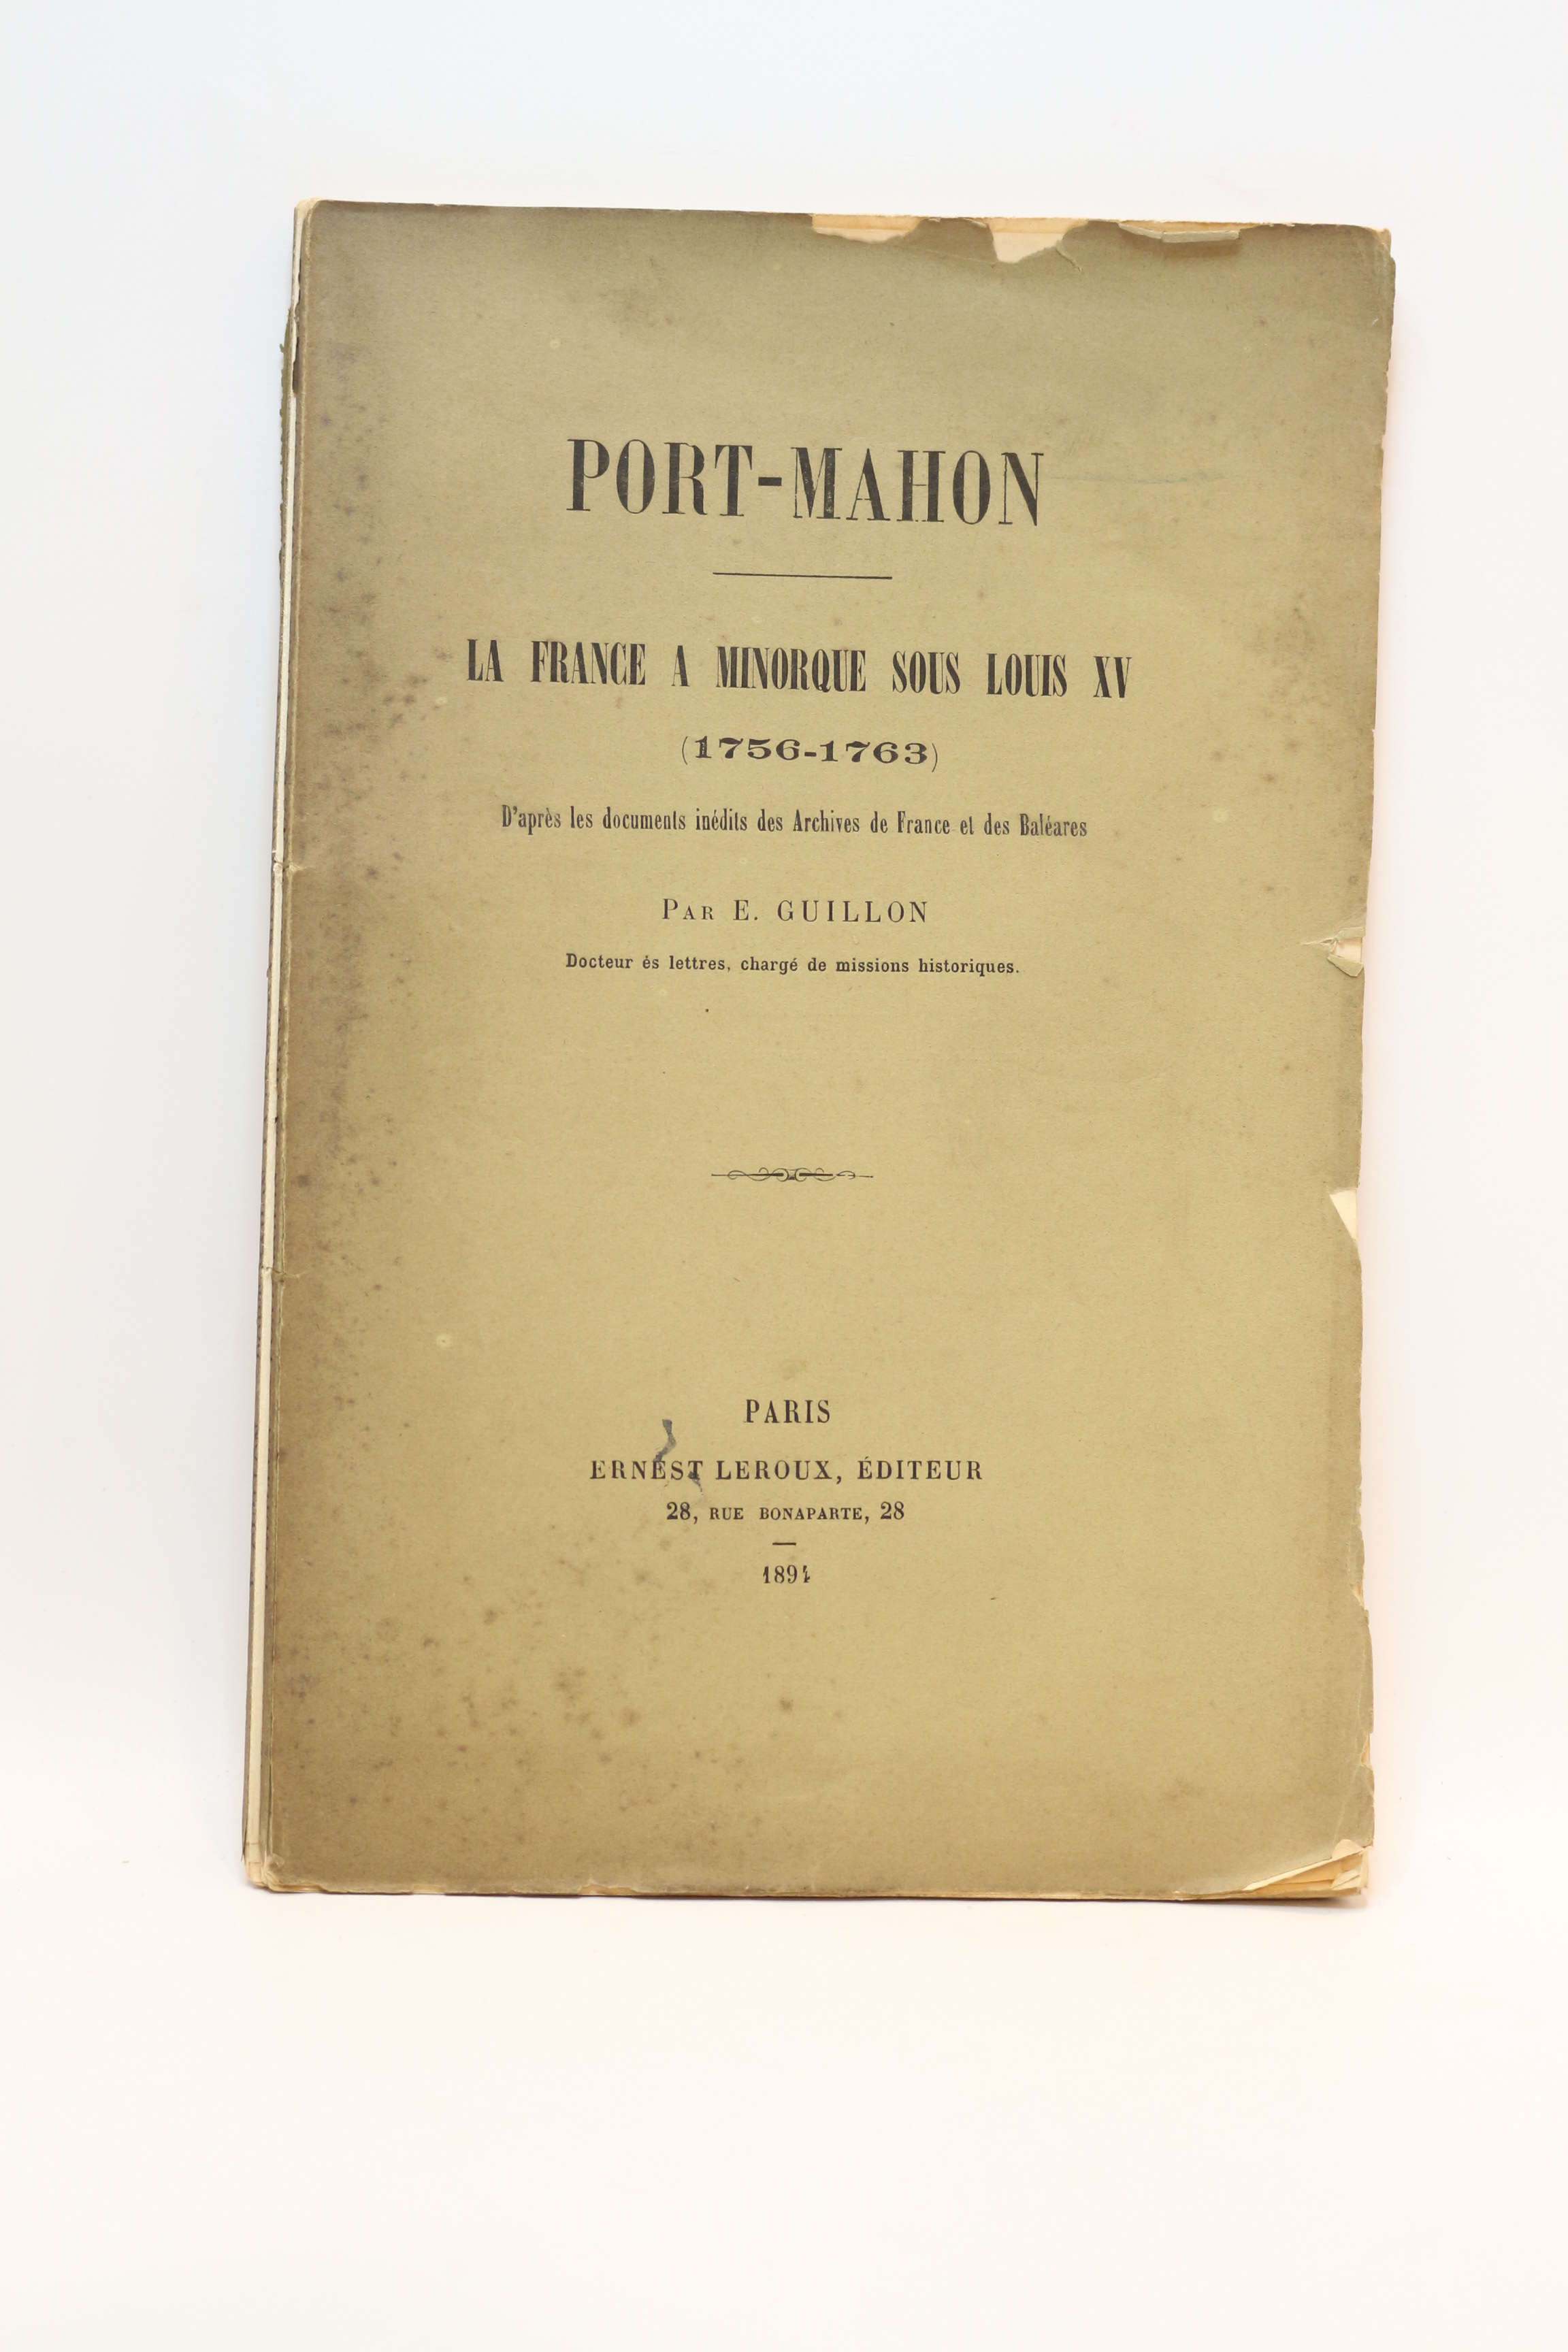 PORT-MAHON
LA FRANCE A MINORQUE SOUS LOUIS XV
(1756-1763)
D'après les documents inédits des Archives de France et des Baléares
PAR E. GUILLON
Docteur és lettres, chargé de missions historiques.
PARIS
ERNEST LEROUX, ÉDITEUR
28, RUE BONAPARTE, 28
1894